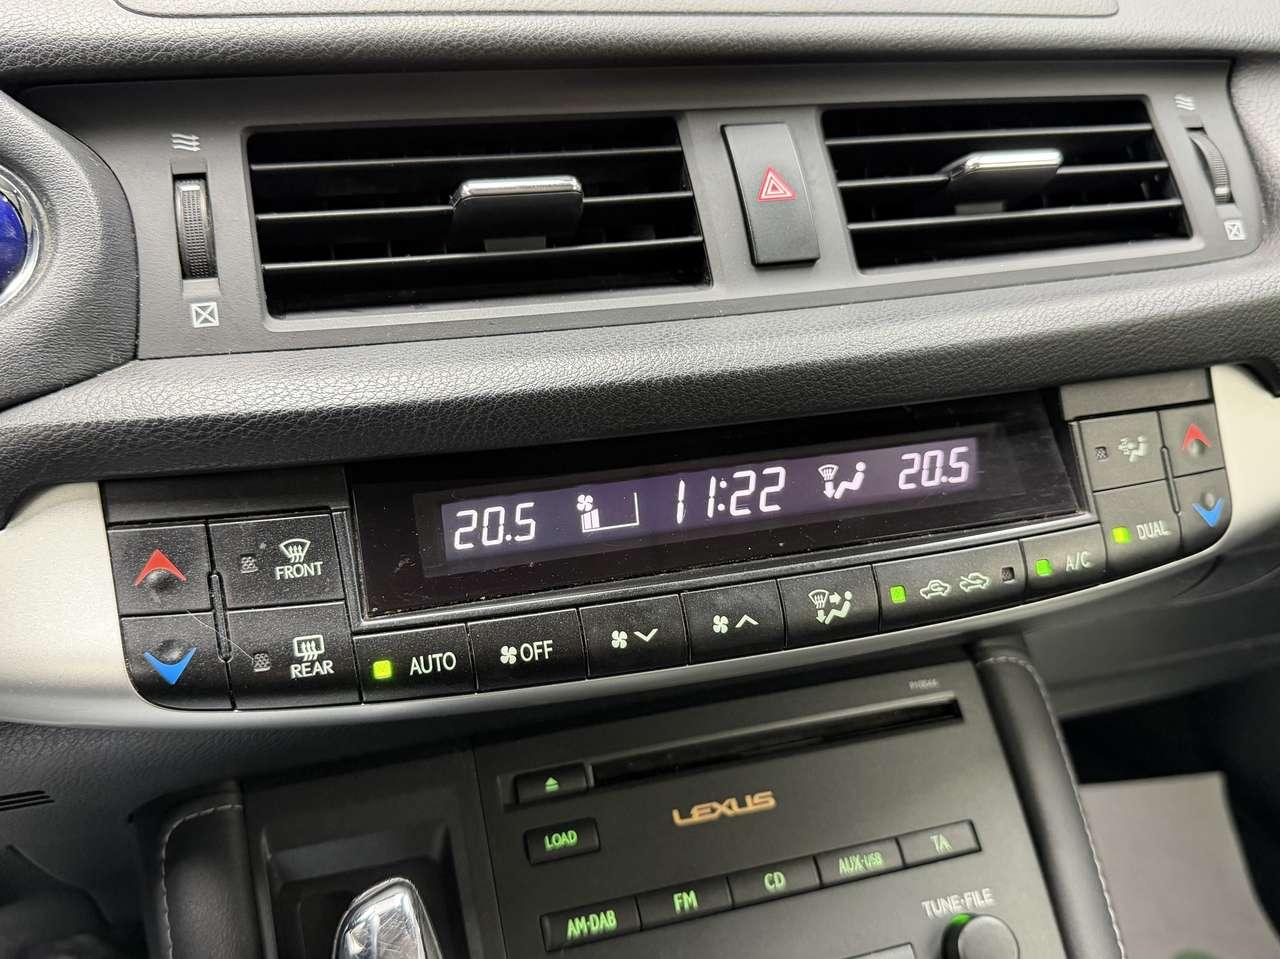 20.5 11:22 20.5
FRONT
REAR
AUTO
OFF
A/C
DUAL
P10044
LEXUS
LOAD
AM·DAB
FM
CD
AUX·USB
TA
TUNE·FILE